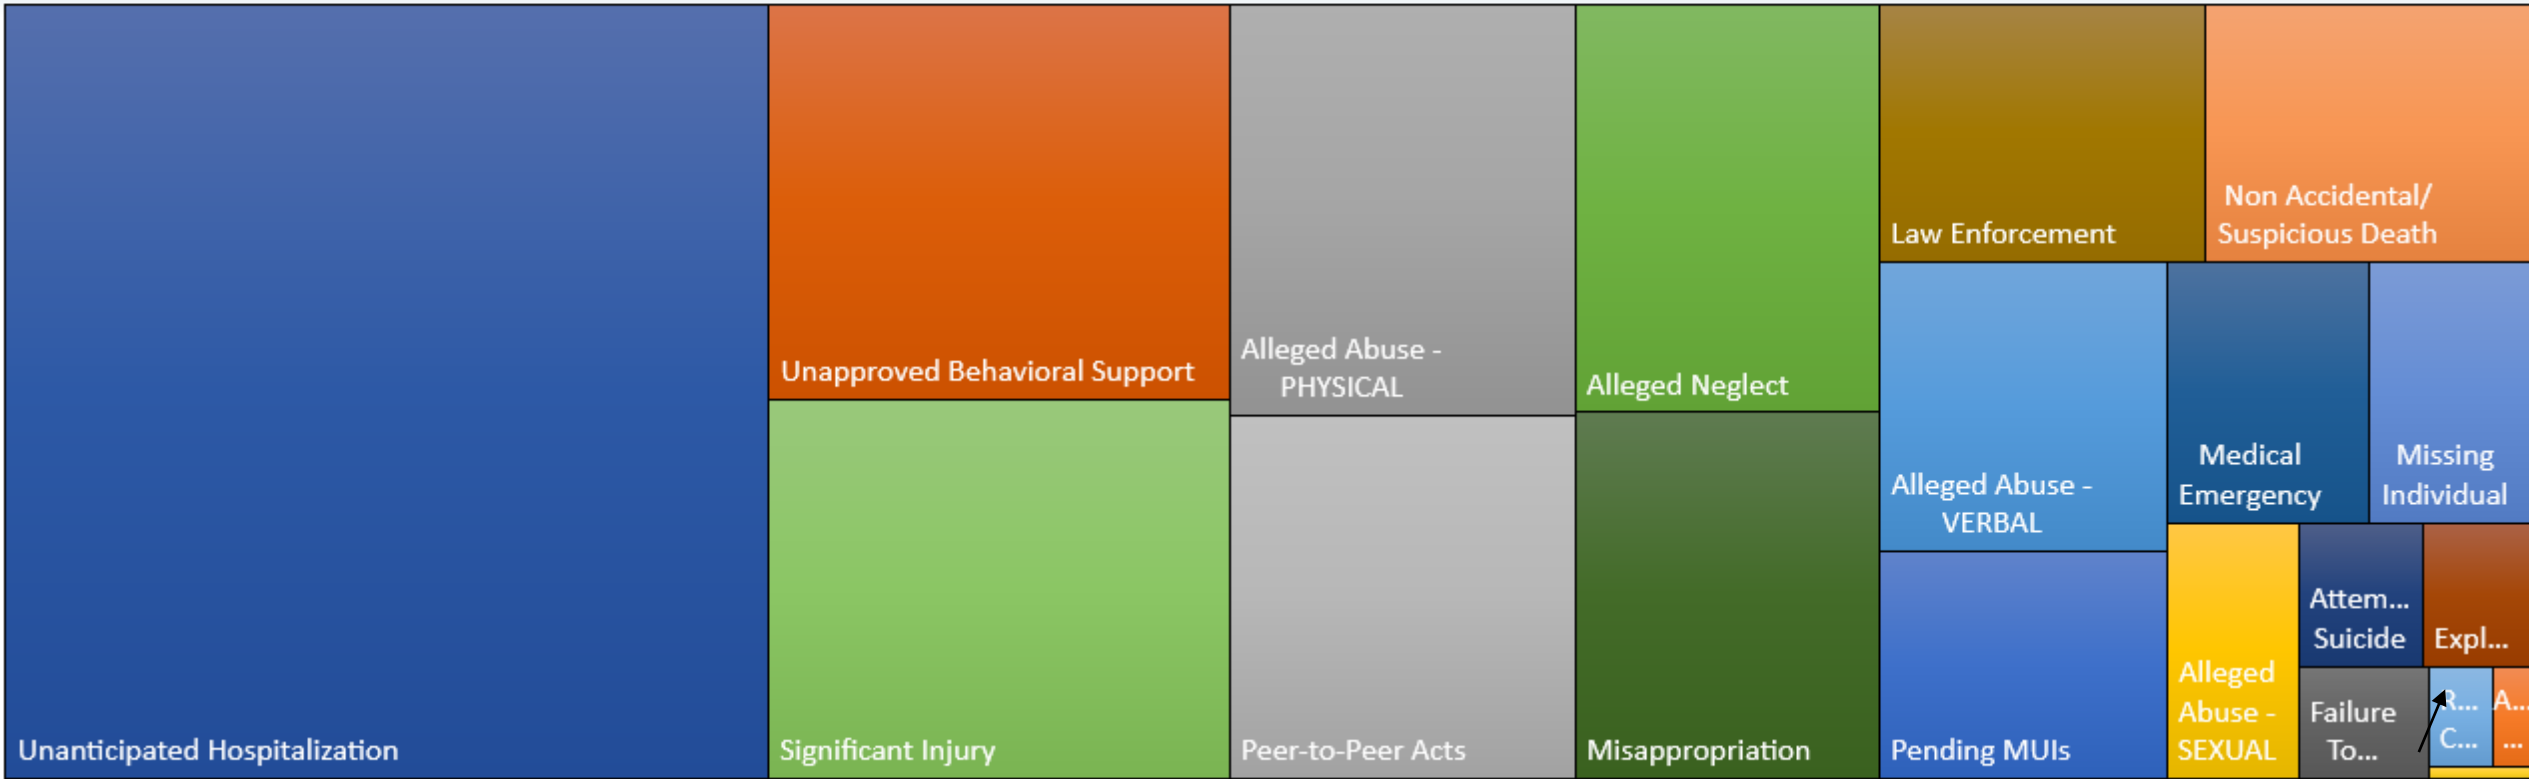 Unanticipated Hospitalization
Unapproved Behavioral Support
Significant Injury
Alleged Abuse -
PHYSICAL
Peer-to-Peer Acts
Alleged Neglect
Misappropriation
Law Enforcement
Non Accidental/
Suspicious Death
Alleged Abuse -
VERBAL
Pending MUIs
Medical
Emergency
Missing
Individual
Alleged
Abuse -
SEXUAL
Attem...
Suicide
Expl...
Failure
To...
R...
C...
A...
...